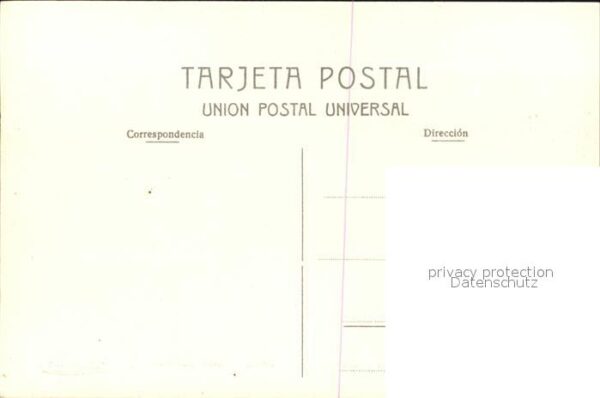 TARJETA POSTAL
UNION POSTAL UNIVERSAL
Correspondencia
Dirección
privacy protection
Datenschutz